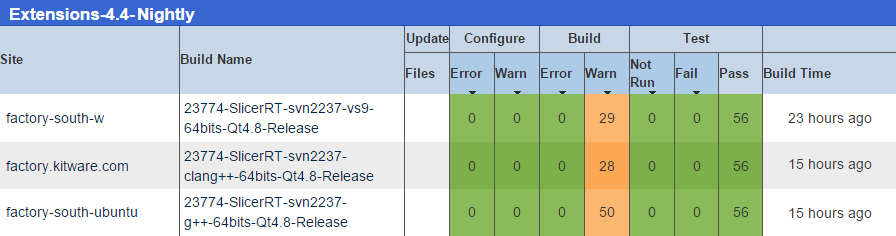 Extensions-4.4-Nightly
Update Configure Build Test
Site Build Name Files Error Warn Error Warn Not Run Fail Pass Build Time
factory-south-w 23774-SlicerRT-svn2237-vs9-
64bits-Qt4.8-Release 0 0 0 29 0 0 56 23 hours ago
factory.kitware.com 23774-SlicerRT-svn2237-
clang++-64bits-Qt4.8-Release 0 0 0 28 0 0 56 15 hours ago
factory-south-ubuntu 23774-SlicerRT-svn2237-
g++-64bits-Qt4.8-Release 0 0 0 50 0 0 56 15 hours ago